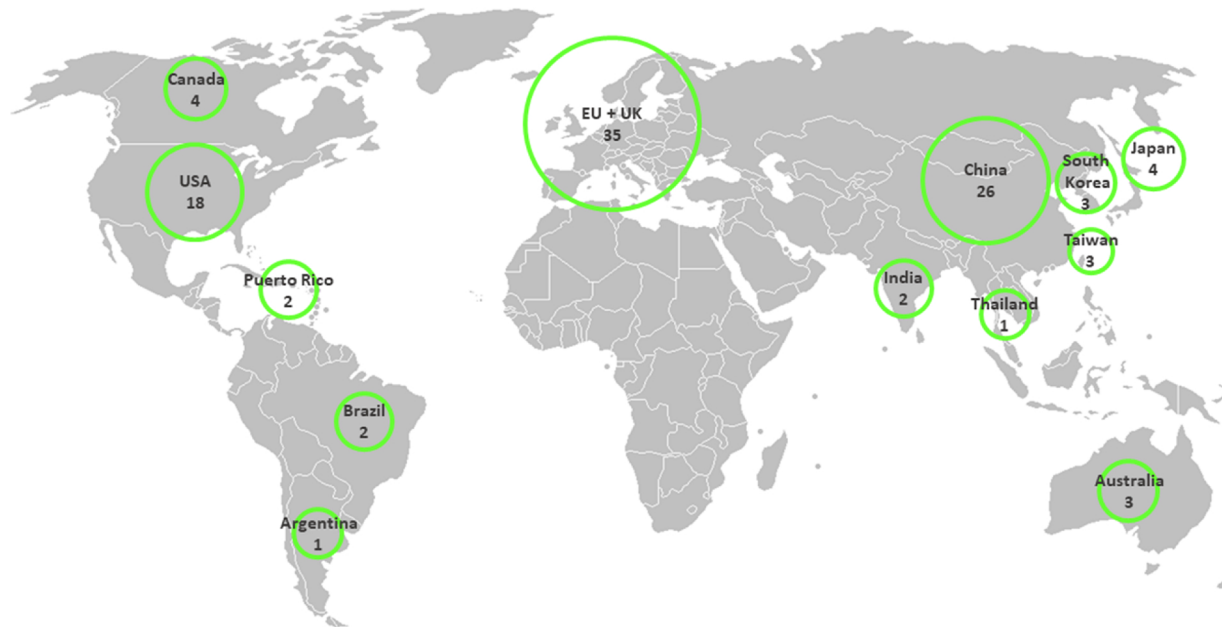 Canada
4
EU + UK
35
USA
18
China
26
South
Korea
3
Japan
4
Taiwan
3
Puerto Rico
2
India
2
Thailand
1
Brazil
2
Australia
3
Argentina
1